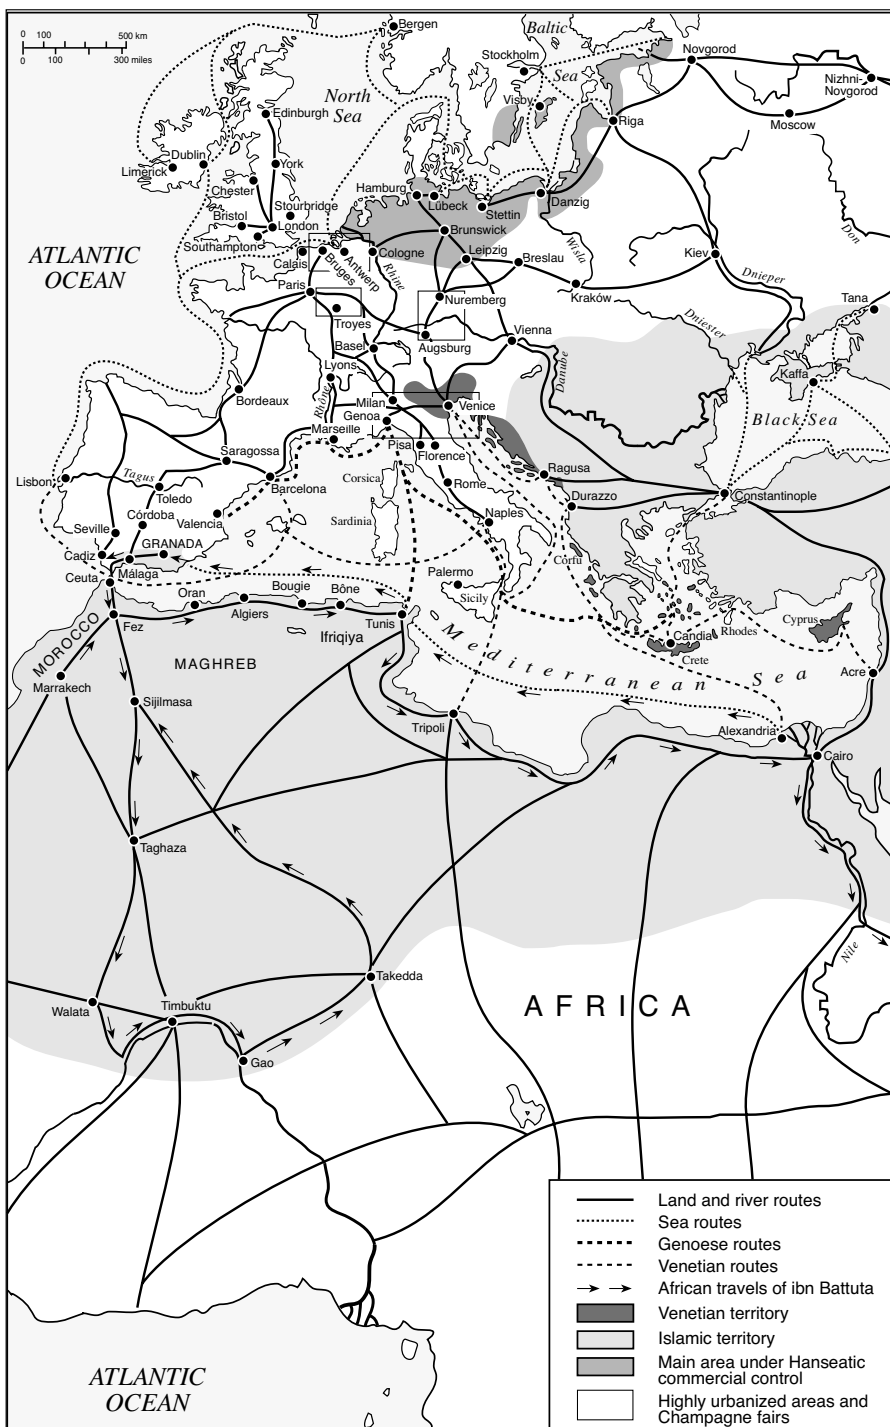 0 100 500 km
0 100 300 miles
Bergen
Baltic
Sea
Stockholm
Visby
Novgorod
Nizhni-
Novgorod
Moscow
Riga
North
Sea
Edinburgh
Dublin
Limerick
York
Chester
Stourbridge
Bristol
London
Southampton
Hamburg
Lübeck
Stettin
Danzig
Brunswick
Calais
Bruges
Antwerp
Cologne
Rhine
Leipzig
Breslau
Wisla
Kraków
Kiev
Dnieper
Don
Dniester
Tana
ATLANTIC
OCEAN
Paris
Troyes
Nuremberg
Augsburg
Basel
Vienna
Danube
Kaffa
Black Sea
Lyons
Rhône
Bordeaux
Milan
Genoa
Venice
Marseille
Pisa
Florence
Saragossa
Lisbon
Tagus
Toledo
Barcelona
Corsica
Rome
Ragusa
Durazzo
Constantinople
Córdoba
Valencia
Sardinia
Naples
Seville
GRANADA
Cadiz
Málaga
Ceuta
Corfu
Palermo
Sicily
Oran
Algiers
Bougie
Bône
Tunis
Fez
Ifriqiya
MOROCCO
MAGHREB
Mediterranean Sea
Candia
Crete
Rhodes
Cyprus
Acre
Marrakech
Sijilmasa
Tripoli
Alexandria
Cairo
Taghaza
Takedda
Walata
Timbuktu
Gao
AFRICA
Nile
Land and river routes
Sea routes
Genoese routes
Venetian routes
African travels of ibn Battuta
Venetian territory
Islamic territory
Main area under Hanseatic
commercial control
Highly urbanized areas and
Champagne fairs
ATLANTIC
OCEAN